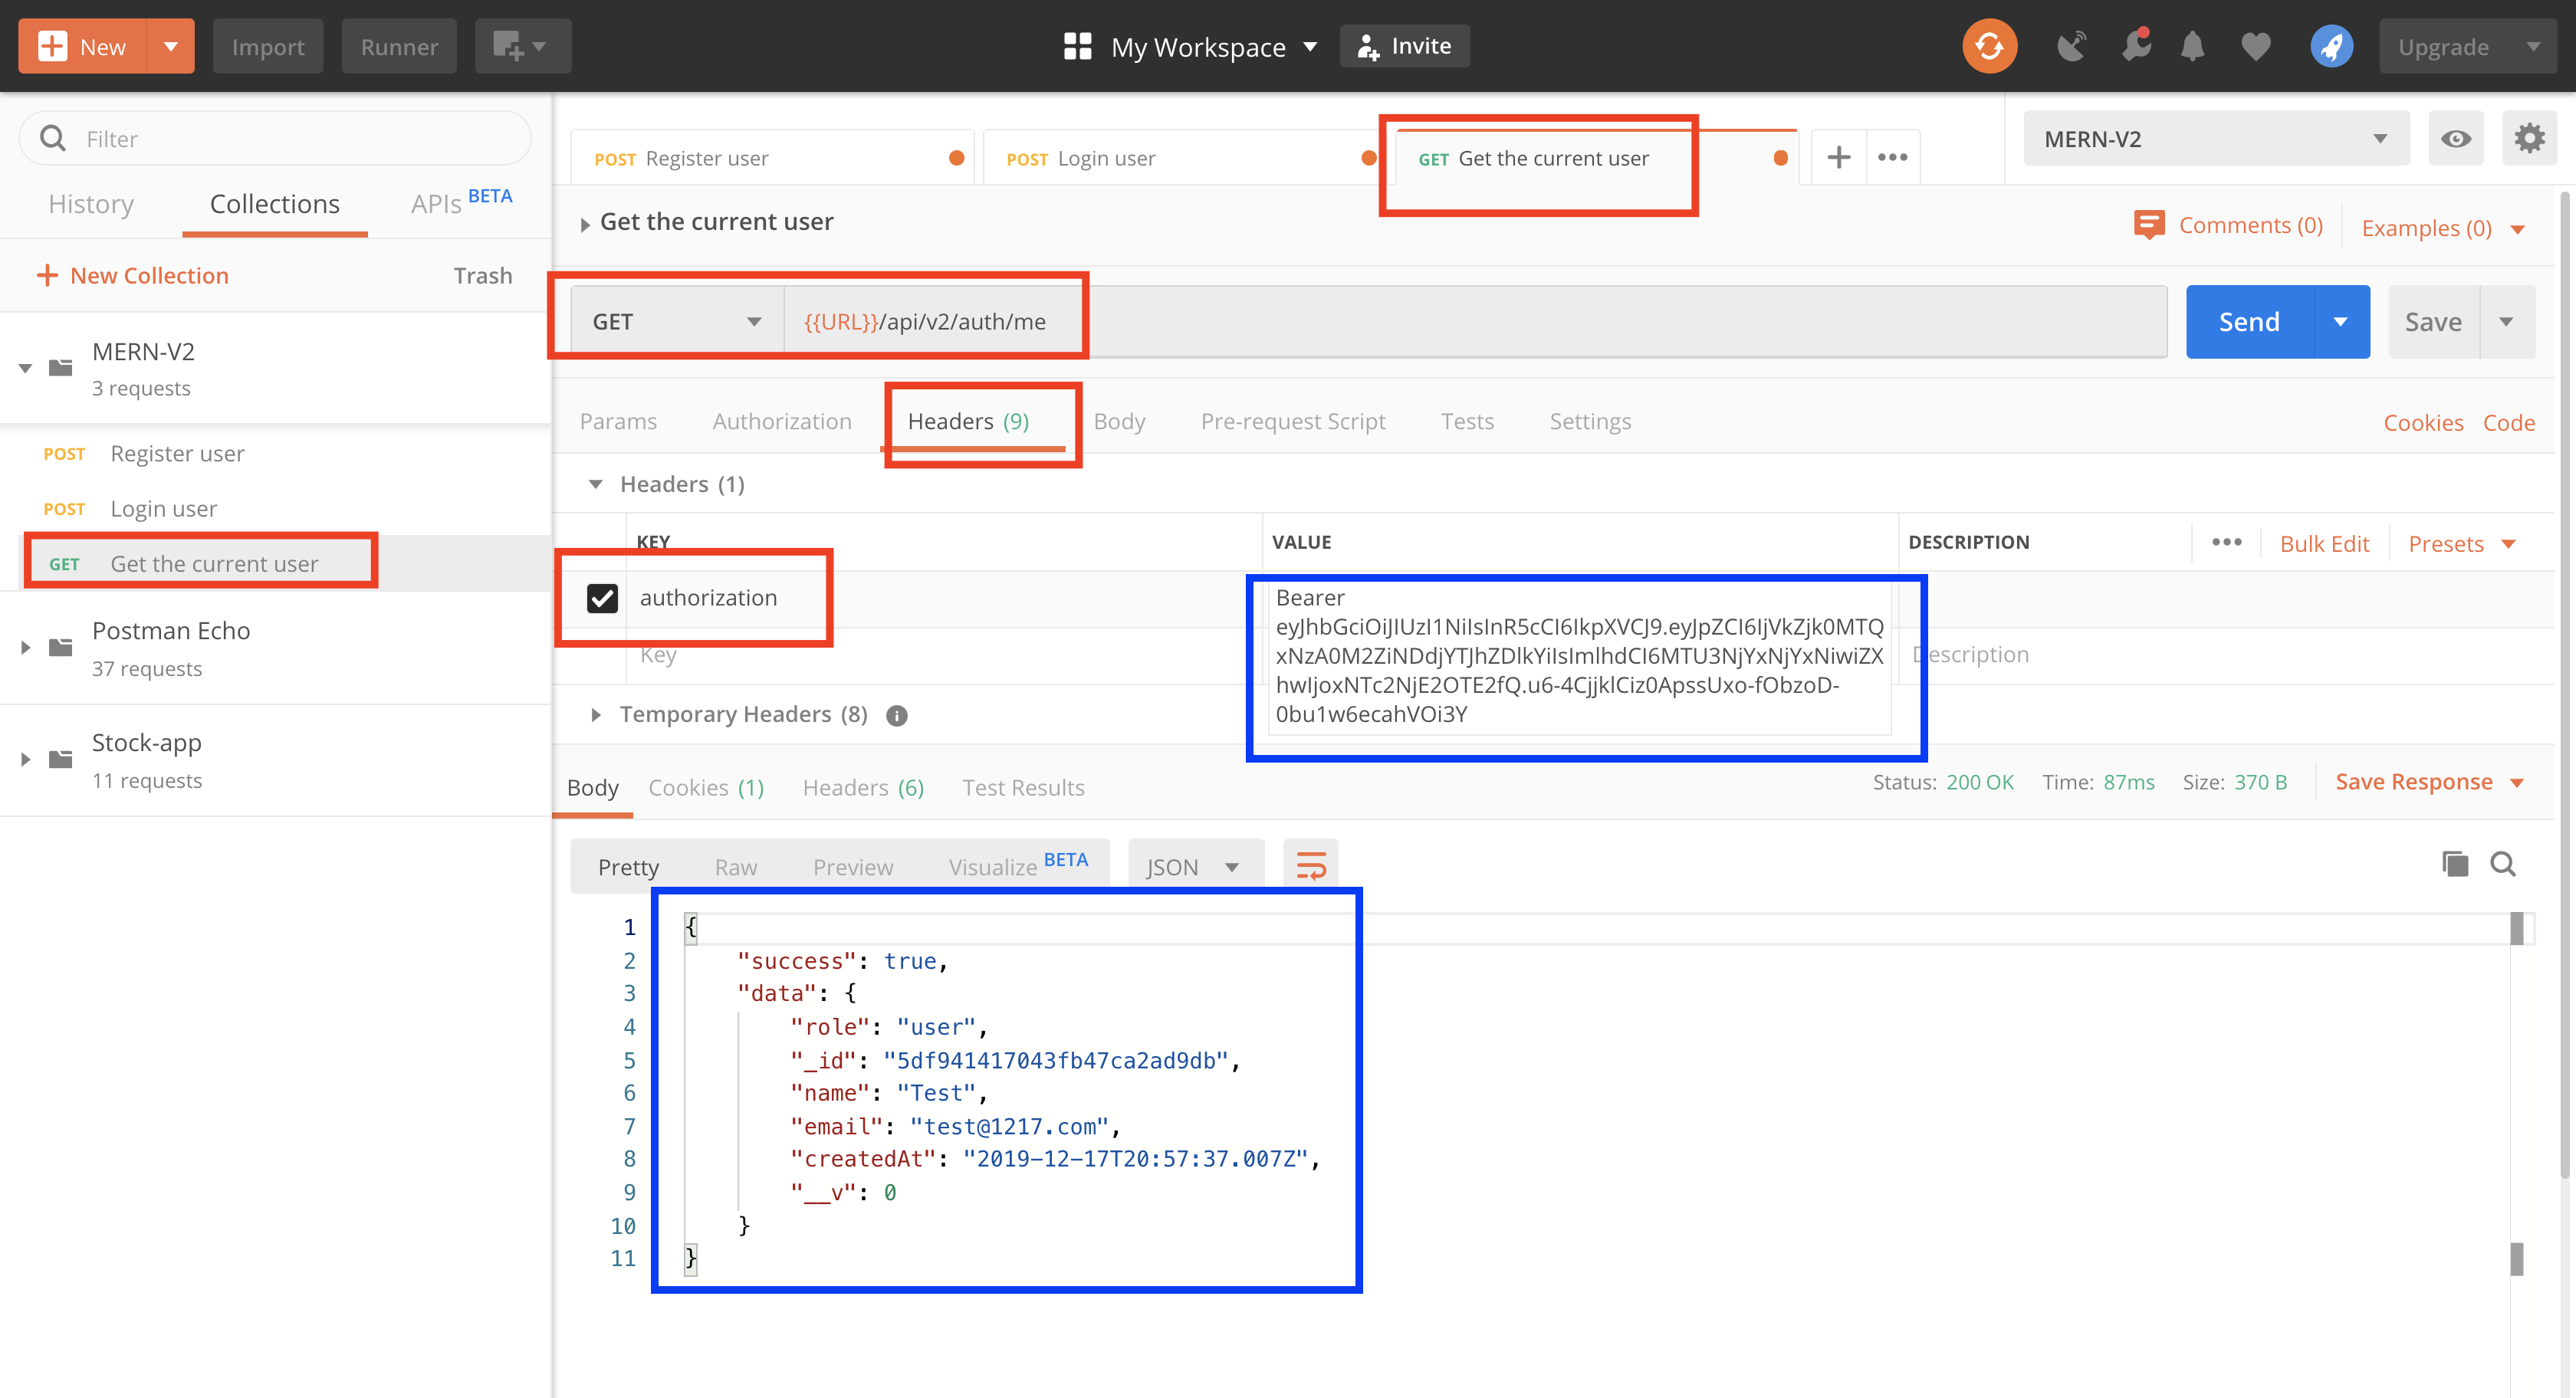 New
Import
Runner
My Workspace
Invite
Upgrade
Filter
History
Collections
APIs BETA
New Collection
Trash
MERN-V2
3 requests
POST Register user
POST Login user
GET Get the current user
Postman Echo
37 requests
Stock-app
11 requests
POST Register user
POST Login user
GET Get the current user
MERN-V2
Get the current user
Comments (0)
Examples (0)
GET
{{URL}}/api/v2/auth/me
Send
Save
Params
Authorization
Headers (9)
Body
Pre-request Script
Tests
Settings
Cookies
Code
Headers (1)
KEY
VALUE
DESCRIPTION
Bulk Edit
Presets
authorization
Bearer
eyJhbGciOiJIUzI1NiIsInR5cCI6IkpXVCJ9.eyJpZCI6IjVkZjk0MTQ
xNzA0M2ZiNDdjYTJhZDlkYiIsImlhdCI6MTU3NjYxNjYxNiwiZX
hwIjoxNTc2NjE2OTE2fQ.u6-4CjjklCiz0ApssUxo-fObzoD-
0bu1w6ecahVOi3Y
Key
Description
Temporary Headers (8)
Body
Cookies (1)
Headers (6)
Test Results
Status: 200 OK
Time: 87ms
Size: 370 B
Save Response
Pretty
Raw
Preview
Visualize BETA
JSON
1 {
2 "success": true,
3 "data": {
4 "role": "user",
5 "_id": "5df941417043fb47ca2ad9db",
6 "name": "Test",
7 "email": "test@1217.com",
8 "createdAt": "2019-12-17T20:57:37.007Z",
9 "__v": 0
10 }
11 }